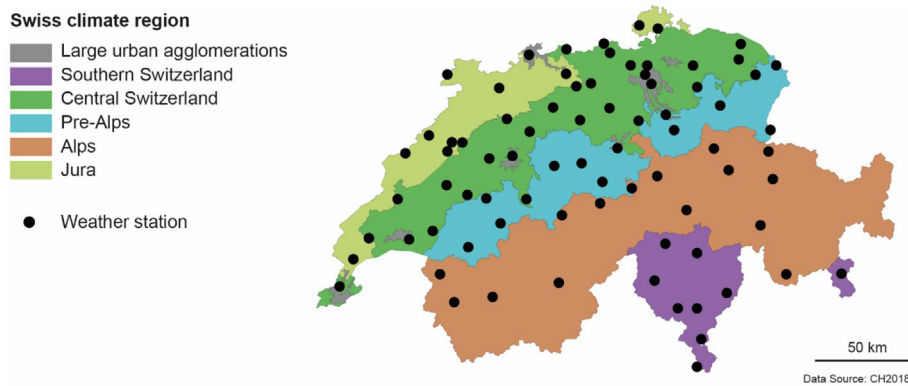 Swiss climate region
Large urban agglomerations
Southern Switzerland
Central Switzerland
Pre-Alps
Alps
Jura
Weather station
50 km
Data Source: CH2018